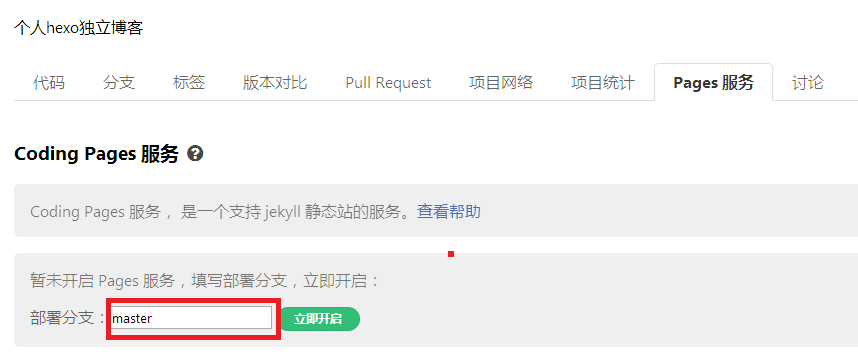 个人hexo独立博客
代码 分支 标签 版本对比 Pull Request 项目网络 项目统计 Pages 服务 讨论
Coding Pages 服务 ?
Coding Pages 服务 ，是一个支持 jekyll 静态站的服务。查看帮助
暂未开启 Pages 服务，填写部署分支，立即开启：
部署分支：master 立即开启